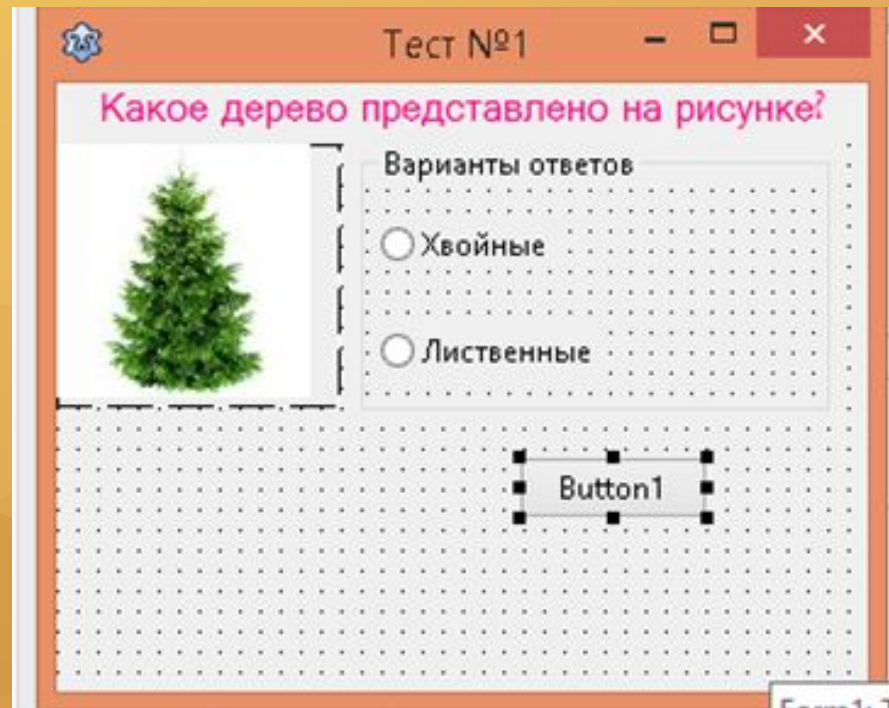 Тест №1
Какое дерево представлено на рисунке?
Варианты ответов
Хвойные
Лиственные
Button1